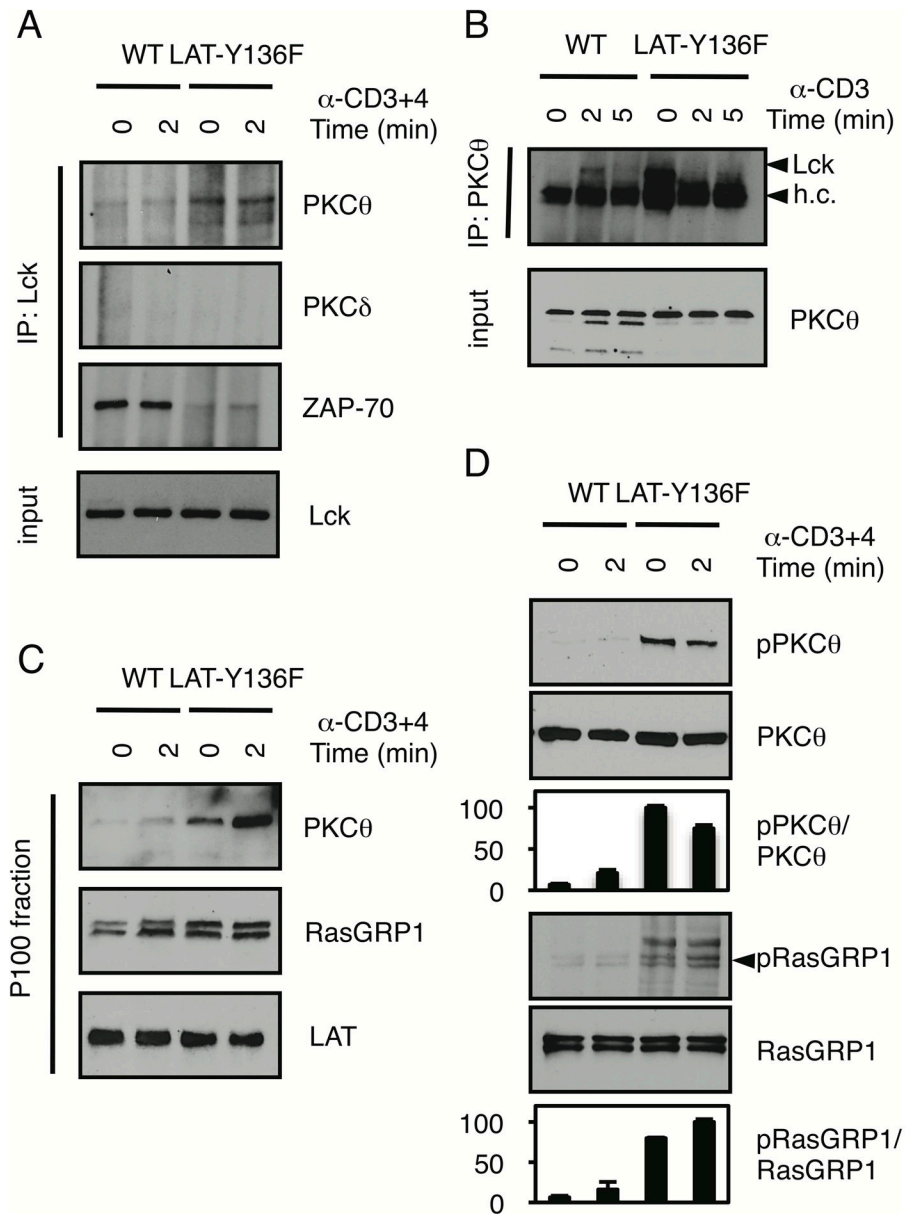 A
WT LAT-Y136F
α-CD3+4
0 2 0 2 Time (min)
IP: Lck
PKCθ
PKCδ
ZAP-70
input
Lck
B
WT LAT-Y136F
α-CD3
0 2 5 0 2 5 Time (min)
IP: PKCθ
Lck
h.c.
input
PKCθ
C
WT LAT-Y136F
α-CD3+4
0 2 0 2 Time (min)
P100 fraction
PKCθ
RasGRP1
LAT
D
WT LAT-Y136F
α-CD3+4
0 2 0 2 Time (min)
pPKCθ
PKCθ
100
50
0
pPKCθ/
PKCθ
pRasGRP1
RasGRP1
100
50
0
pRasGRP1/
RasGRP1